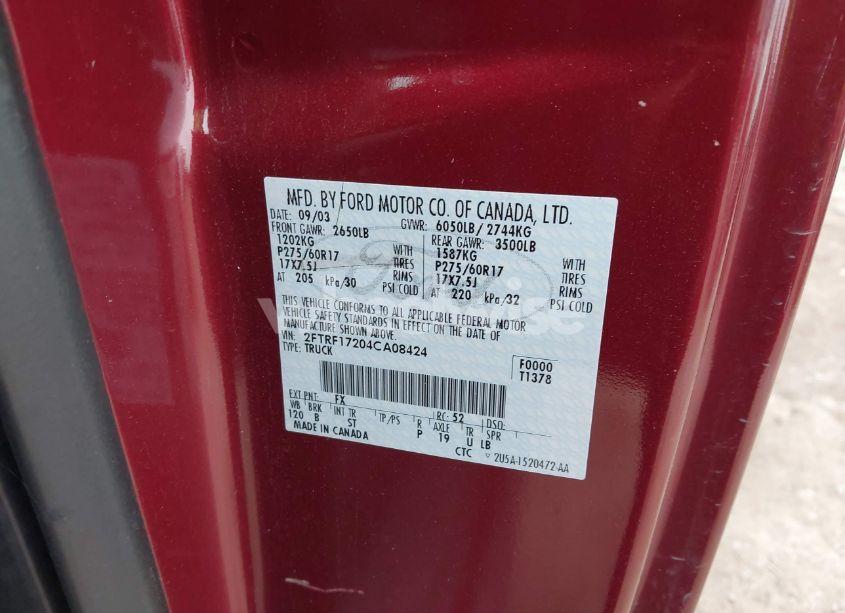 MFD. BY FORD MOTOR CO. OF CANADA, LTD.
DATE: 09/03 GVWR: 6050LB/ 2744KG
FRONT GAWR: 2650LB REAR GAWR: 3500LB
1202KG WITH 1587KG WITH
P275/60R17 TIRES P275/60R17 TIRES
17X7.5J RIMS 17X7.5J RIMS
AT 205 kPa/30 PSI COLD AT 220 kPa/32 PSI COLD
THIS VEHICLE CONFORMS TO ALL APPLICABLE FEDERAL MOTOR
VEHICLE SAFETY STANDARDS IN EFFECT ON THE DATE OF
MANUFACTURE SHOWN ABOVE.
VIN: 2FTRF17204CA08424
TYPE: TRUCK
F0000
T1378
EXT PNT: FX RC: 52 DSO:
WB BRK INT TR TP/PS R AXLE TR SPR
120 B ST P 19 U LB
MADE IN CANADA CTC 2U5A-1520472-AA